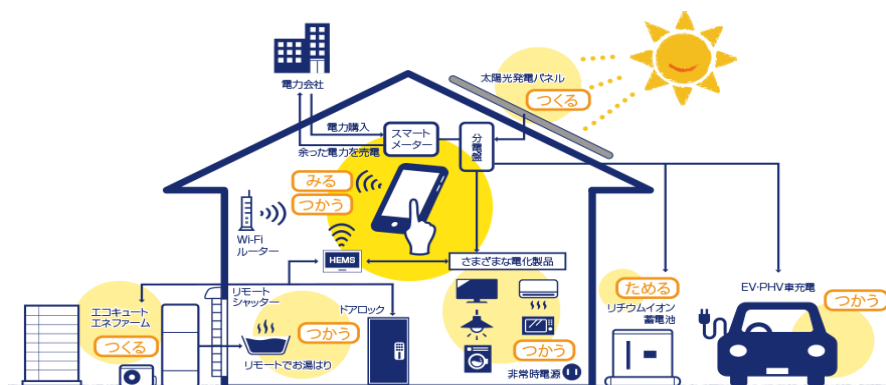 電力会社
太陽光発電パネル
つくる
電力購入
余った電力を売電
スマート
メーター
分電盤
みる
つかう
Wi-Fi
ルーター
HEMS
さまざまな電化製品
リモート
シャッター
エコキュート
エネファーム
つくる
ドアロック
つかう
リモートでお湯はり
つかう
非常時電源
ためる
リチウムイオン
蓄電池
EV・PHV車充電
つかう